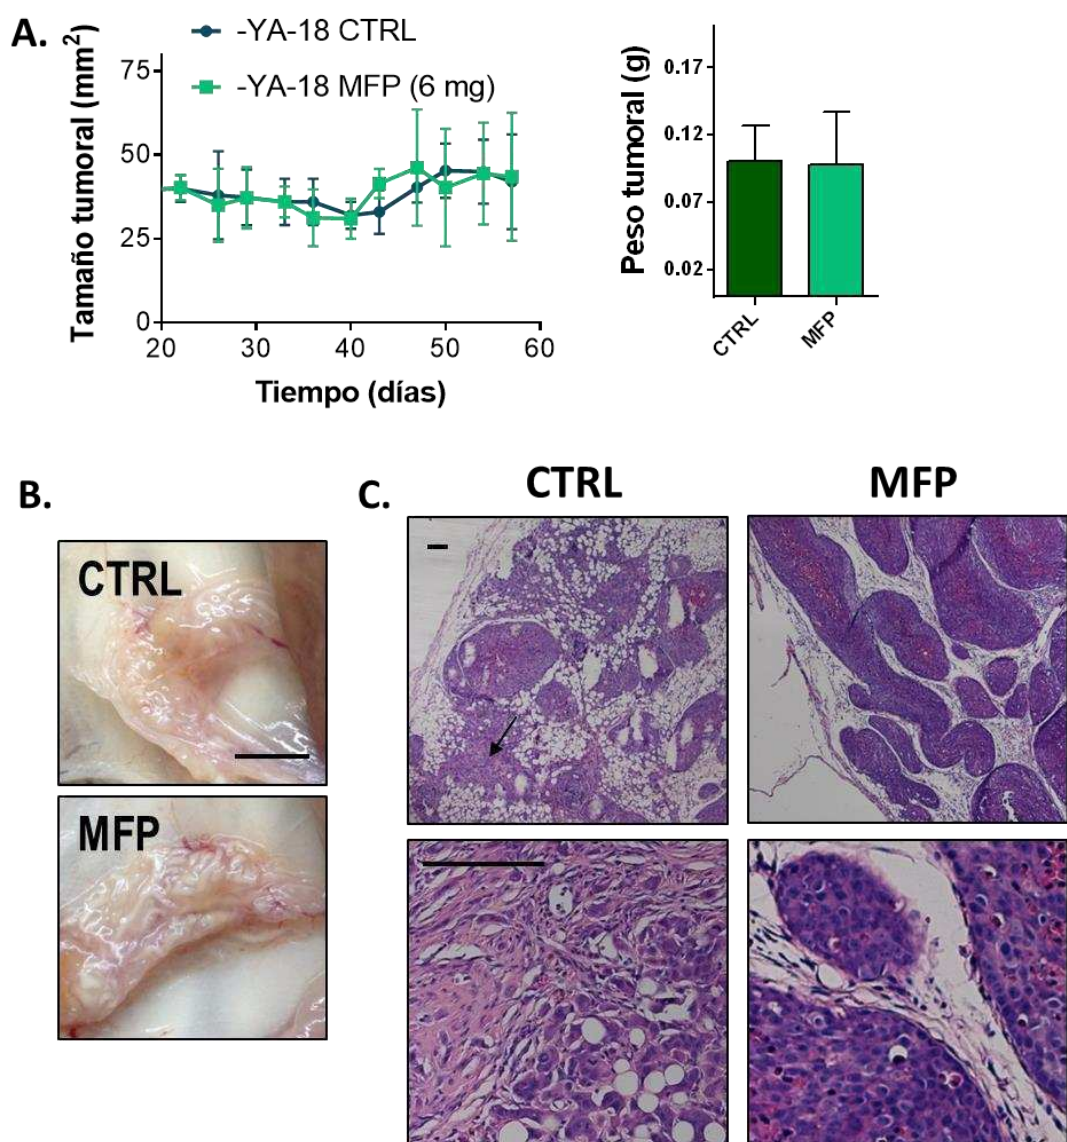 A.
Tamaño tumoral (mm²)
-YA-18 CTRL
-YA-18 MFP (6 mg)
75
50
25
0
20
30
40
50
60
Tiempo (días)
Peso tumoral (g)
0.17
0.12
0.07
0.02
CTRL
MFP
B.
CTRL
MFP
C.
CTRL
MFP